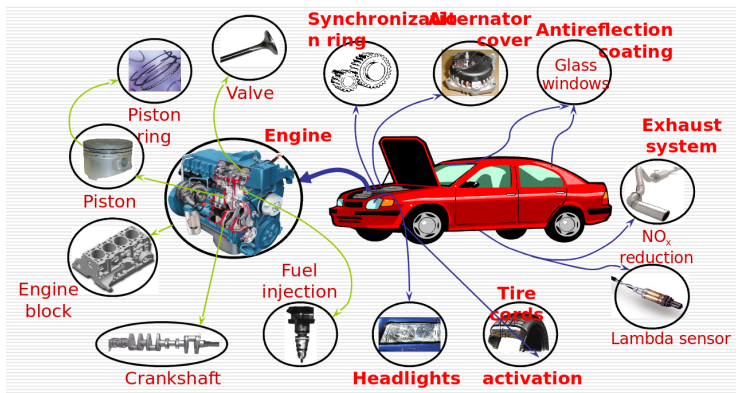 Synchronizatio
n ring
Alternator
cover
Antireflection
coating
Glass
windows
Valve
Piston
ring
Engine
Exhaust
system
Piston
NOx
reduction
Fuel
injection
Engine
block
Tire
cords
Lambda sensor
Crankshaft
Headlights
activation